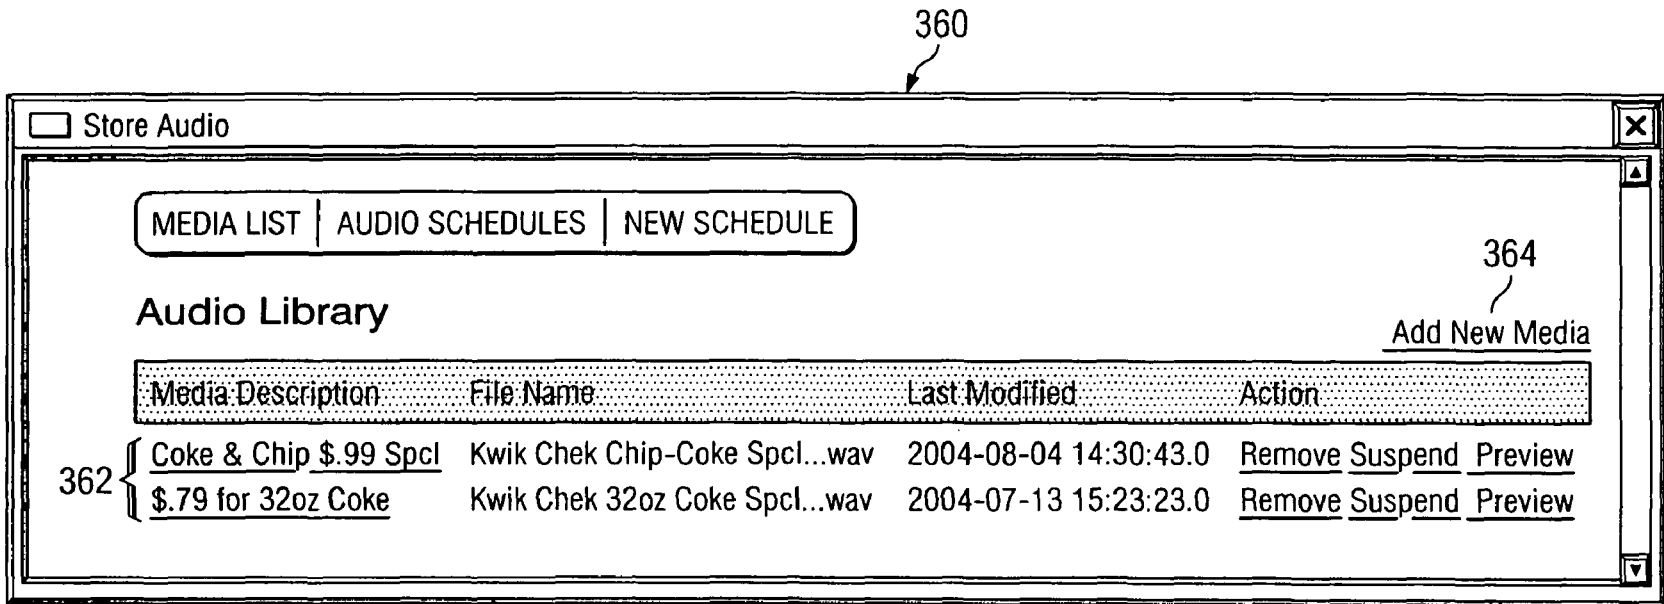 360
Store Audio
MEDIA LIST | AUDIO SCHEDULES | NEW SCHEDULE
364
Audio Library
Add New Media
Media Description File Name Last Modified Action
Coke & Chip $.99 Spcl Kwik Chek Chip-Coke Spcl...wav 2004-08-04 14:30:43.0 Remove Suspend Preview
362
$.79 for 32oz Coke Kwik Chek 32oz Coke Spcl...wav 2004-07-13 15:23:23.0 Remove Suspend Preview